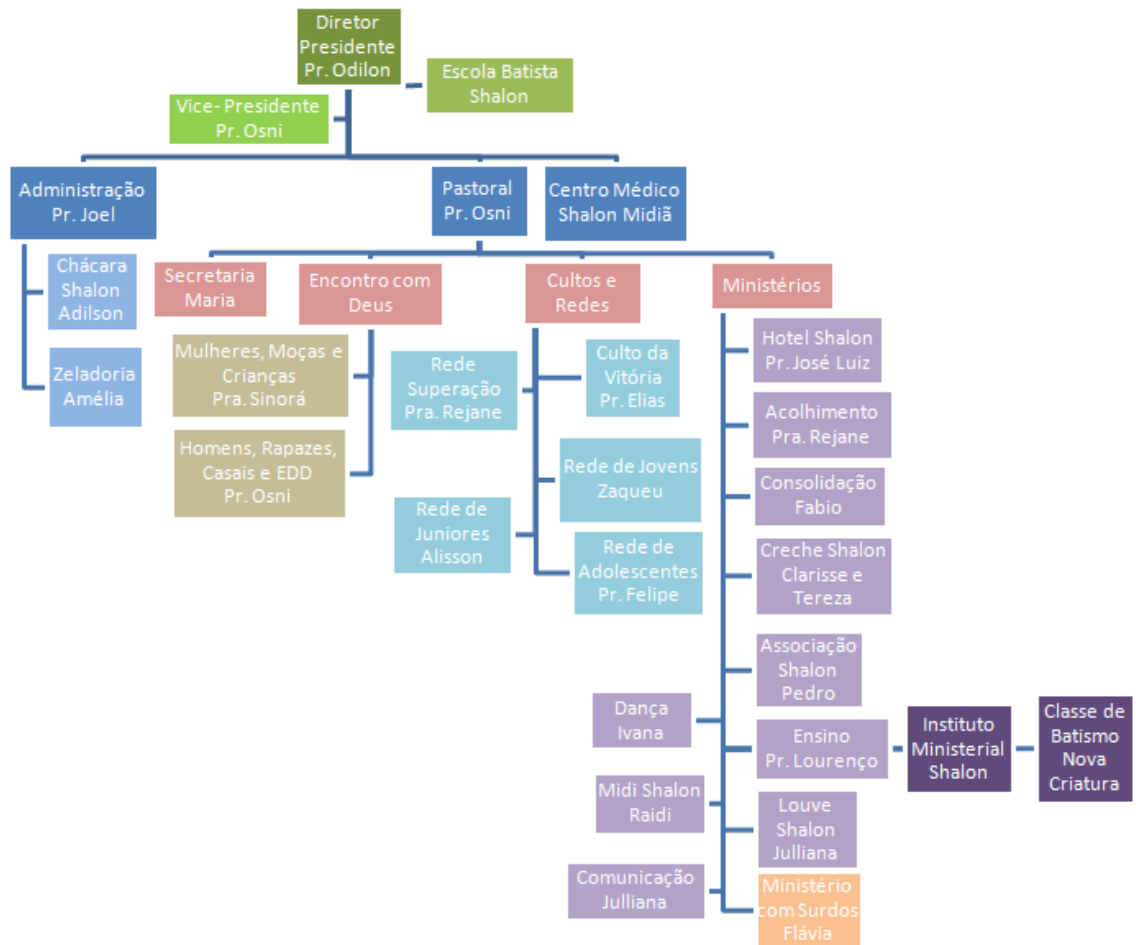 Diretor
Presidente
Pr. Odilon
Escola Batista
Shalon
Vice- Presidente
Pr. Osni
Administração
Pr. Joel
Pastoral
Pr. Osni
Centro Médico
Shalon Midiã
Chácara
Shalon
Adilson
Zeladoria
Amélia
Secretaria
Maria
Encontro com
Deus
Cultos e
Redes
Ministérios
Mulheres, Moças e
Crianças
Pra. Sinorá
Homens, Rapazes,
Casais e EDD
Pr. Osni
Rede
Superação
Pra. Rejane
Culto da
Vitória
Pr. Elias
Rede de Jovens
Zaqueu
Rede de
Juniores
Alisson
Rede de
Adolescentes
Pr. Felipe
Hotel Shalon
Pr. José Luiz
Acolhimento
Pra. Rejane
Consolidação
Fabio
Creche Shalon
Clarisse e
Tereza
Associação
Shalon
Pedro
Dança
Ivana
Ensino
Pr. Lourenço
Instituto
Ministerial
Shalon
Classe de
Batismo
Nova
Criatura
Midi Shalon
Raidi
Louve
Shalon
Julliana
Comunicação
Julliana
Ministério
com Surdos
Flávia